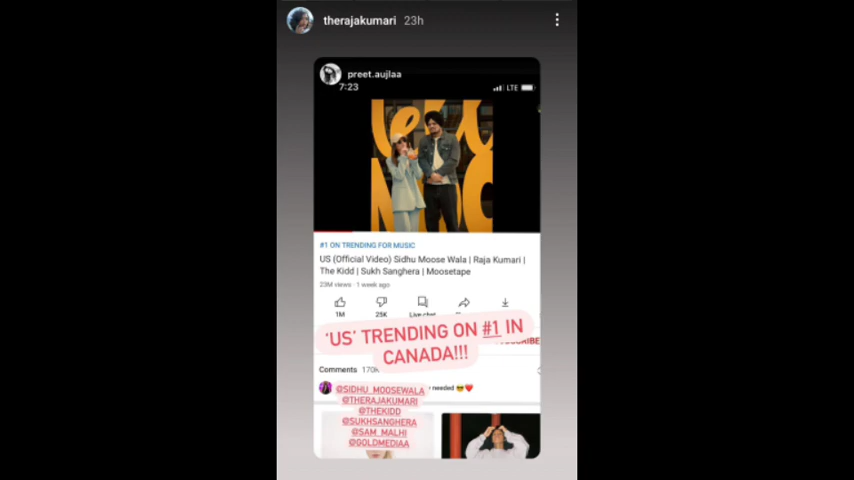 therajakumari 23h
preet.aujlaa
7:23
LTE
#1 ON TRENDING FOR MUSIC
US (Official Video) Sidhu Moose Wala | Raja Kumari |
The Kidd | Sukh Sanghera | Moosetape
23M views · 1 week ago
1M
25K
Live chat
'US' TRENDING ON #1 IN
CANADA!!!
Comments 170K
needed 😎❤️
@SIDHU_MOOSEWALA
@THERAJAKUMARI
@THEKIDD
@SUKHSANGHERA
@SAM_MALHI
@GOLDMEDIAA